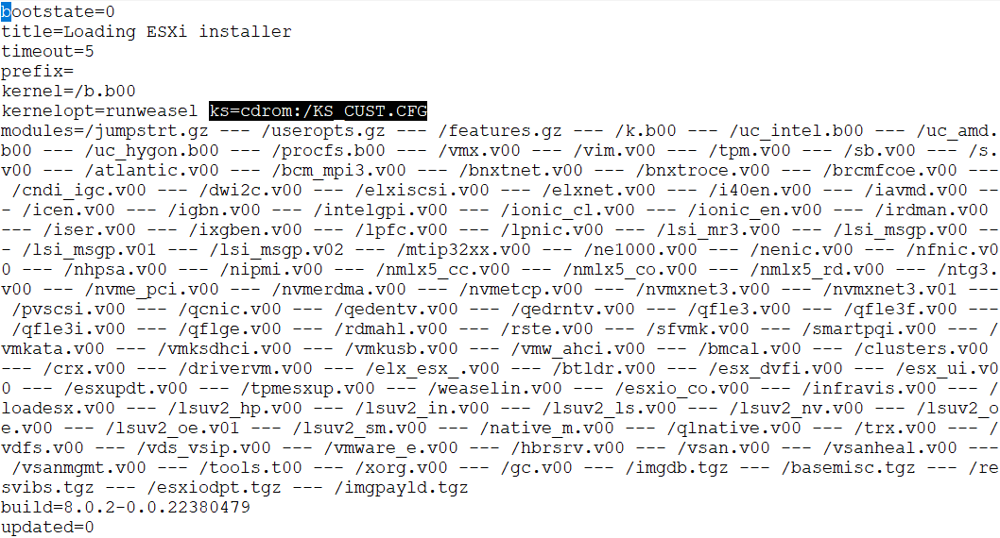 bootstate=0
title=Loading ESXi installer
timeout=5
prefix=
kernel=/b.b00
kernelopt=runweasel ks=cdrom:/KS_CUST.CFG
modules=/jumpstrt.gz --- /useropts.gz --- /features.gz --- /k.b00 --- /uc_intel.b00 --- /uc_amd.
b00 --- /uc_hygon.b00 --- /procfs.b00 --- /vmx.v00 --- /vim.v00 --- /tpm.v00 --- /sb.v00 --- /s.
v00 --- /atlantic.v00 --- /bcm_mpi3.v00 --- /bnxtnet.v00 --- /bnxtroce.v00 --- /brcmfcoe.v00 ---
 /cndi_igc.v00 --- /dwi2c.v00 --- /elxiscsi.v00 --- /elxnet.v00 --- /i40en.v00 --- /iavmd.v00 --
- /icen.v00 --- /igbn.v00 --- /intelgpi.v00 --- /ionic_cl.v00 --- /ionic_en.v00 --- /irdman.v00 
--- /iser.v00 --- /ixgben.v00 --- /lpfc.v00 --- /lpnic.v00 --- /lsi_mr3.v00 --- /lsi_msgp.v00 --
- /lsi_msgp.v01 --- /lsi_msgp.v02 --- /mtip32xx.v00 --- /ne1000.v00 --- /nenic.v00 --- /nfnic.v0
0 --- /nhpsa.v00 --- /nipmi.v00 --- /nmlx5_cc.v00 --- /nmlx5_co.v00 --- /nmlx5_rd.v00 --- /ntg3.
v00 --- /nvme_pci.v00 --- /nvmerdma.v00 --- /nvmetcp.v00 --- /nvmxnet3.v00 --- /nvmxnet3.v01 ---
 /pvscsi.v00 --- /qcnic.v00 --- /qedentv.v00 --- /qedrntv.v00 --- /qfle3.v00 --- /qfle3f.v00 ---
 /qfle3i.v00 --- /qflge.v00 --- /rdmahl.v00 --- /rste.v00 --- /sfvmk.v00 --- /smartpqi.v00 --- /
vmkata.v00 --- /vmksdhci.v00 --- /vmkusb.v00 --- /vmw_ahci.v00 --- /bmcal.v00 --- /clusters.v00 
--- /crx.v00 --- /drivervm.v00 --- /elx_esx_.v00 --- /btldr.v00 --- /esx_dvfi.v00 --- /esx_ui.v0
0 --- /esxupdt.v00 --- /tpmesxup.v00 --- /weaselin.v00 --- /esxio_co.v00 --- /infravis.v00 --- /
loadesx.v00 --- /lsuv2_hp.v00 --- /lsuv2_in.v00 --- /lsuv2_ls.v00 --- /lsuv2_nv.v00 --- /lsuv2_o
e.v00 --- /lsuv2_oe.v01 --- /lsuv2_sm.v00 --- /native_m.v00 --- /qlnative.v00 --- /trx.v00 --- /
vdfs.v00 --- /vds_vsip.v00 --- /vmware_e.v00 --- /hbrsrv.v00 --- /vsan.v00 --- /vsanheal.v00 ---
 /vsanmgmt.v00 --- /tools.t00 --- /xorg.v00 --- /gc.v00 --- /imgdb.tgz --- /basemisc.tgz --- /re
svibs.tgz --- /esxiodpt.tgz --- /imgpayld.tgz
build=8.0.2-0.0.22380479
updated=0